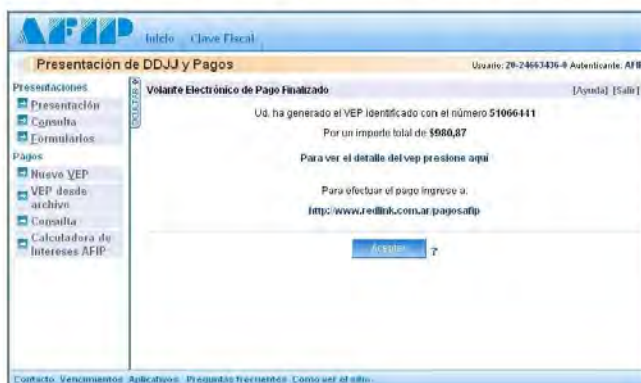 AFIP Inicio Clave Fiscal
Presentación de DDJJ y Pagos
Usuario: 20-24663436-0 Autenticante: AFIP
Presentaciones
Presentación
Consulta
Formularios
Pagos
Nuevo VEP
VEP desde
archivo
Consulta
Calculadora de
Intereses AFIP
OCULTAR
Volante Electrónico de Pago Finalizado
[Ayuda] [Salir]
Ud. ha generado el VEP identificado con el número 51066441
Por un importe total de $980,87
Para ver el detalle del vep presione aquí
Para efectuar el pago ingrese a:
http://www.redlink.com.ar/pagosafip
Aceptar ?
Contacto Vencimientos Aplicativos Preguntas frecuentes Como ver el sitio